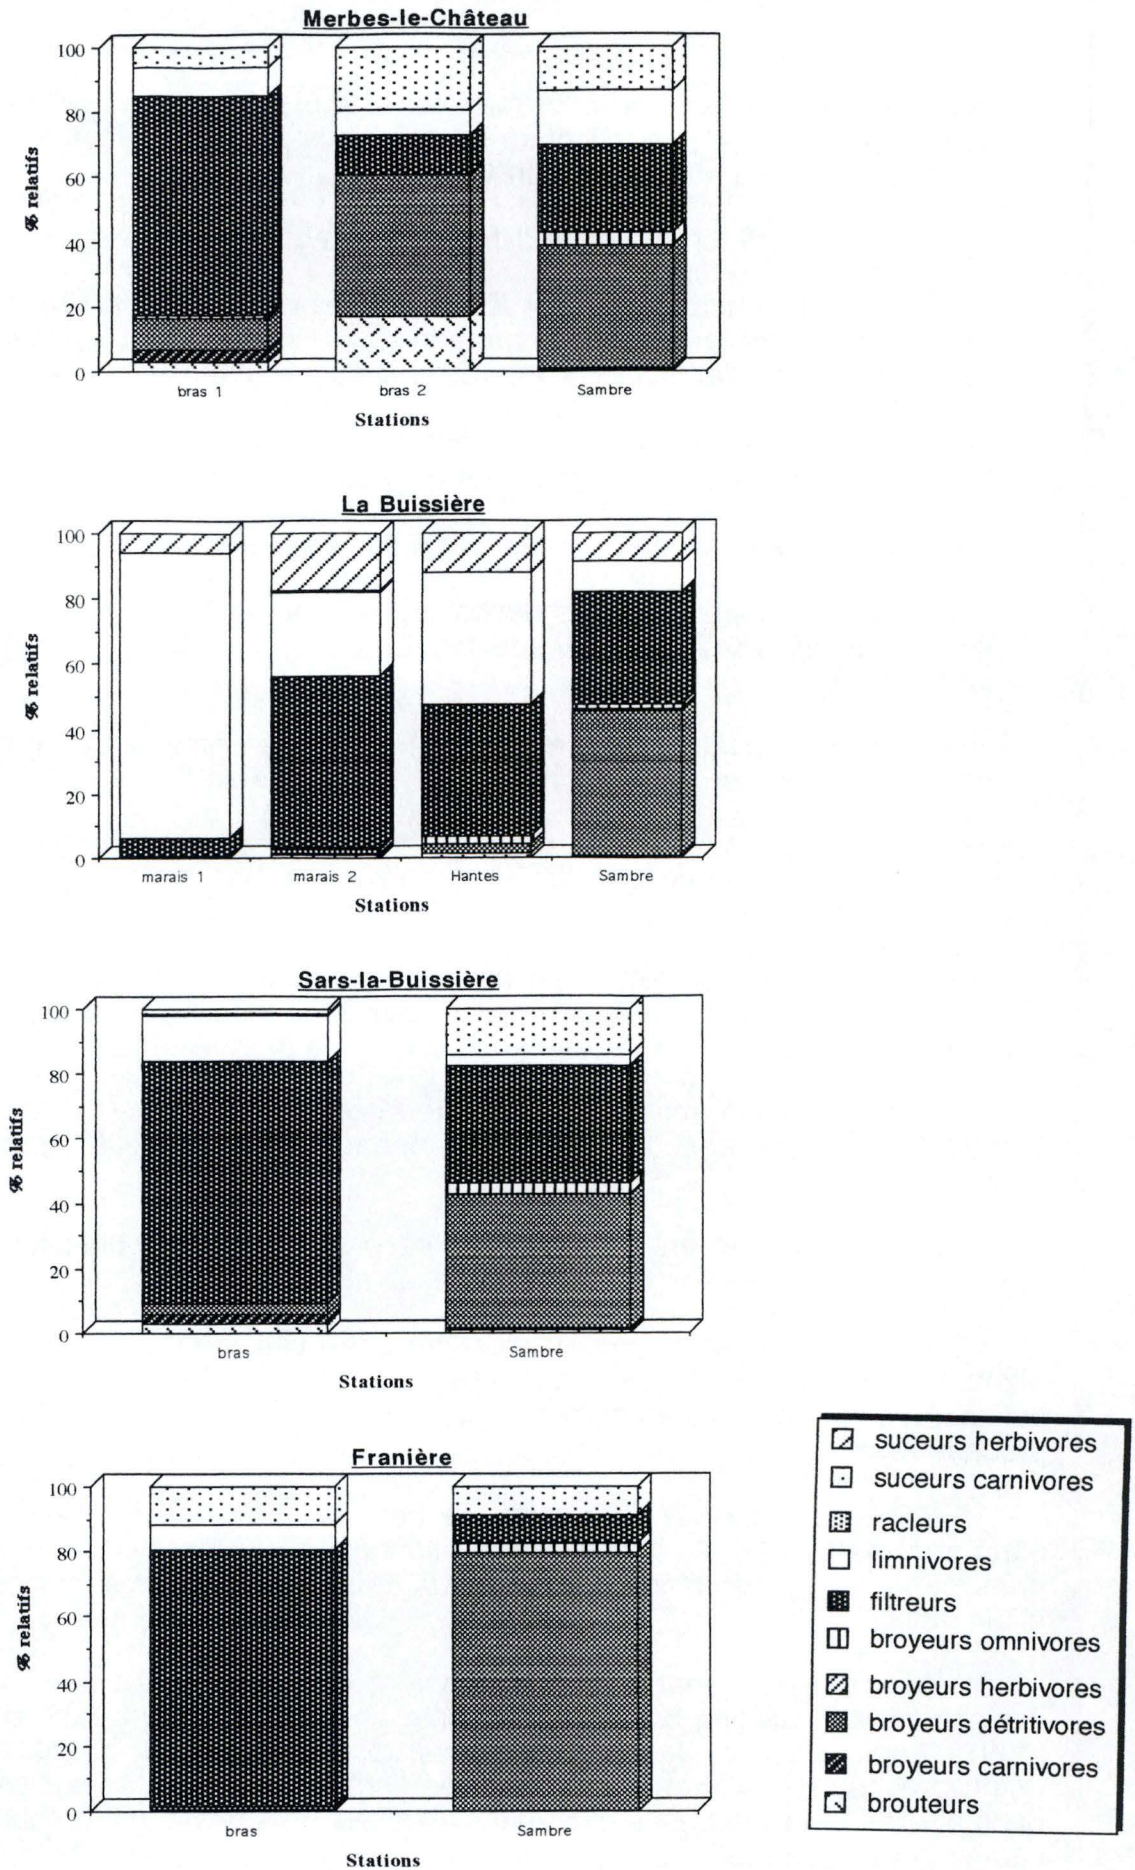 Merbes-le-Château
100
80
60
40
20
0
% relatifs
bras 1
bras 2
Sambre
Stations
La Buissière
100
80
60
40
20
0
% relatifs
marais 1
marais 2
Hantes
Sambre
Stations
Sars-la-Buissière
100
80
60
40
20
0
% relatifs
bras
Sambre
Stations
Franière
100
80
60
40
20
0
% relatifs
bras
Sambre
Stations
suceurs herbivores
suceurs carnivores
racleurs
limnivores
filtreurs
broyeurs omnivores
broyeurs herbivores
broyeurs détritivores
broyeurs carnivores
brouteurs